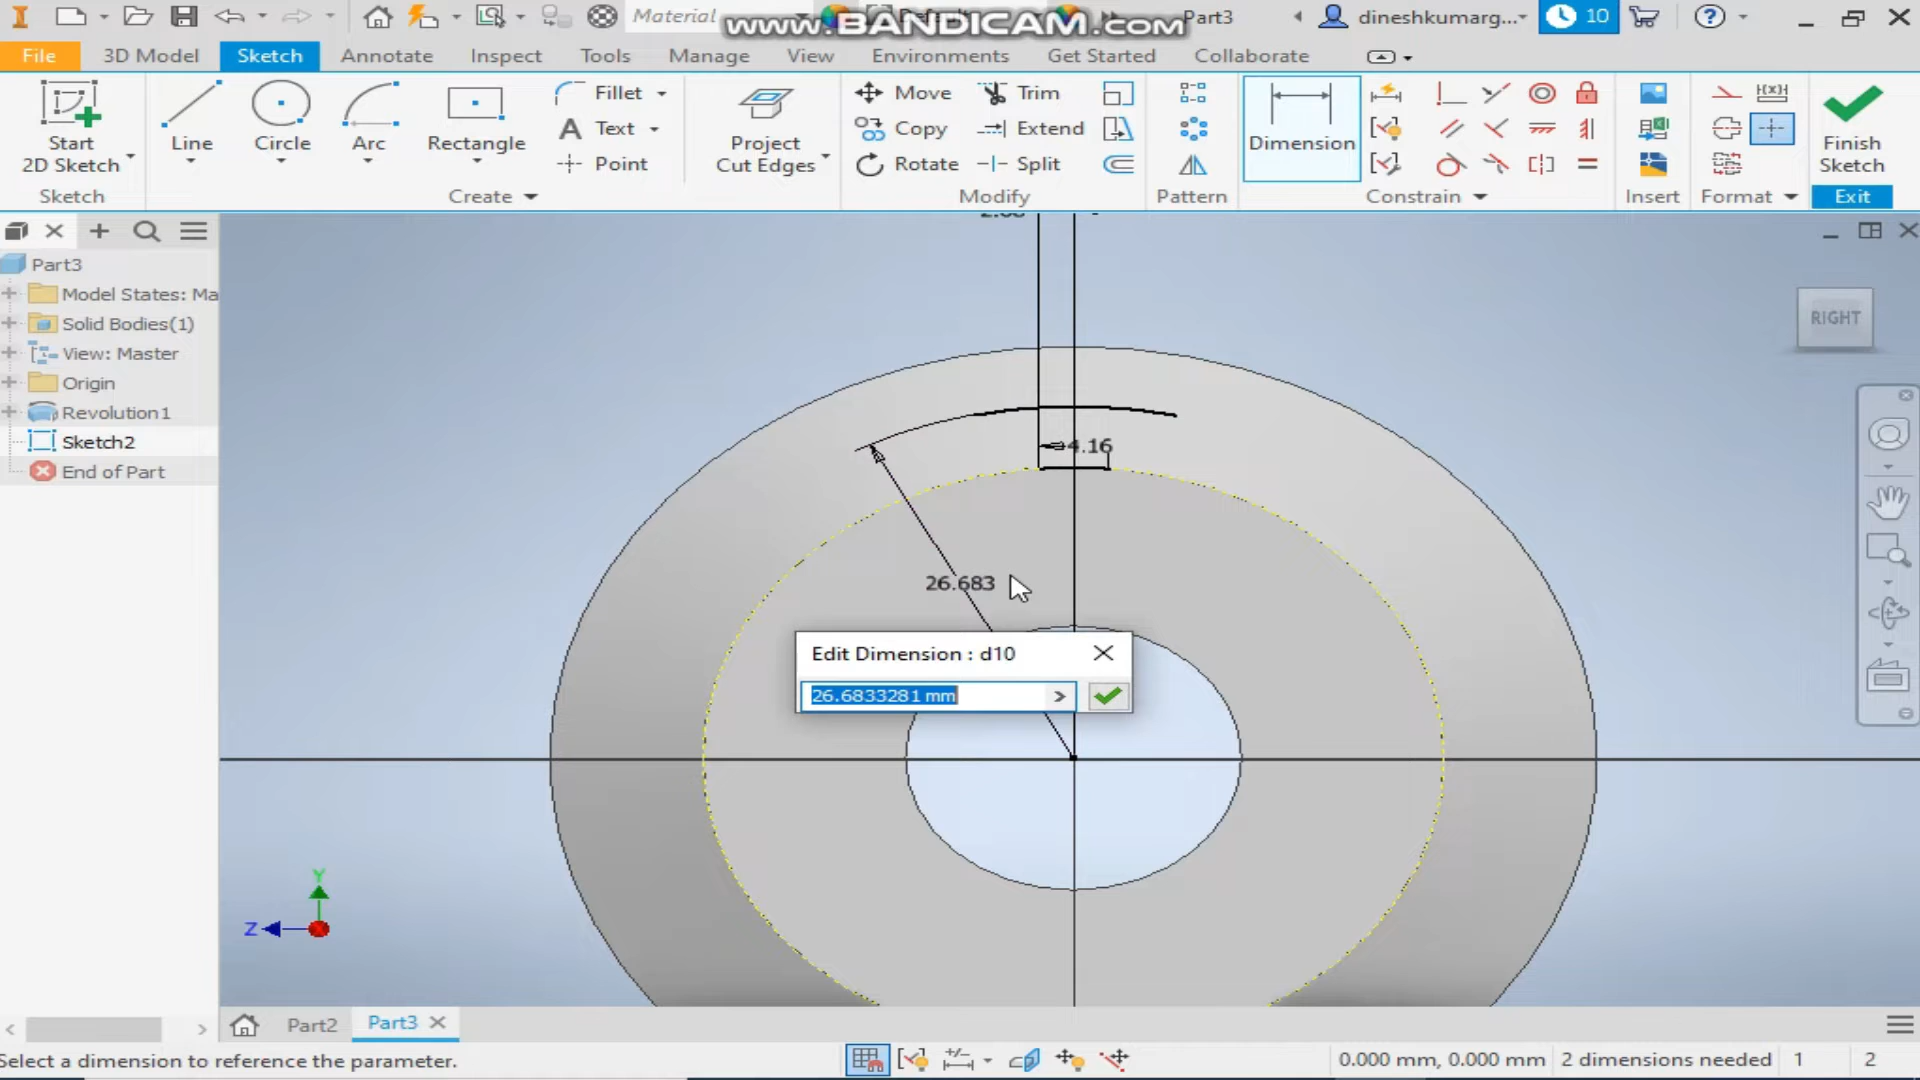 Material
www.BANDICAM.com
Part3
dineshkumarg...
10
File
3D Model
Sketch
Annotate
Inspect
Tools
Manage
View
Environments
Get Started
Collaborate
Start
2D Sketch
Line
Circle
Arc
Rectangle
Fillet
Text
Point
Project
Cut Edges
Move
Copy
Rotate
Trim
Extend
Split
Dimension
Finish
Sketch
Sketch
Create
Modify
Pattern
Constrain
Insert
Format
Exit
Part3
Model States: Ma
Solid Bodies(1)
View: Master
Origin
Revolution1
Sketch2
End of Part
RIGHT
4.16
26.683
Edit Dimension : d10
26.6833281 mm
Y
Z
Part2
Part3
Select a dimension to reference the parameter.
0.000 mm, 0.000 mm
2 dimensions needed
1
2